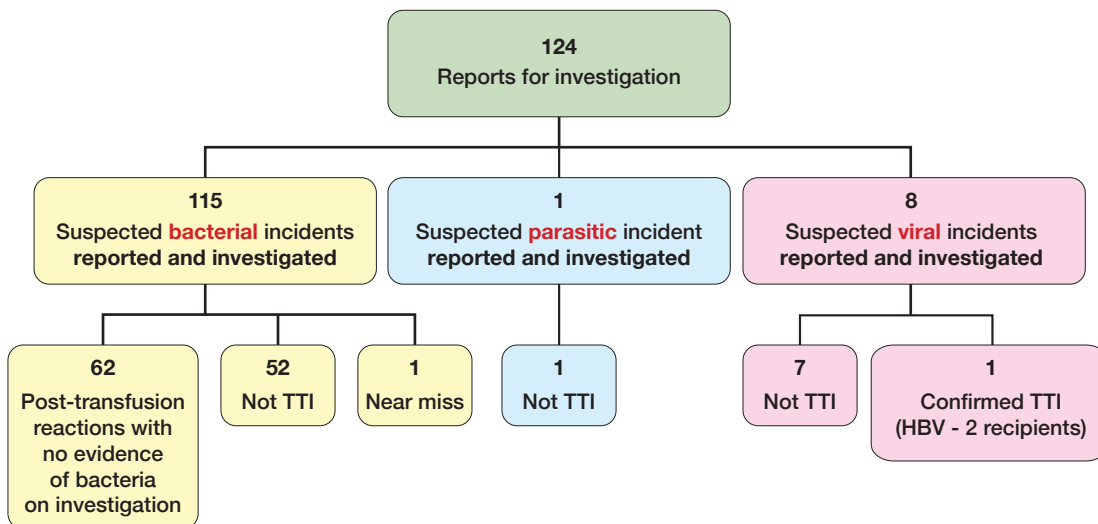 124
Reports for investigation
115
Suspected bacterial incidents
reported and investigated
1
Suspected parasitic incident
reported and investigated
8
Suspected viral incidents
reported and investigated
62
Post-transfusion
reactions with
no evidence
of bacteria
on investigation
52
Not TTI
1
Near miss
1
Not TTI
7
Not TTI
1
Confirmed TTI
(HBV - 2 recipients)